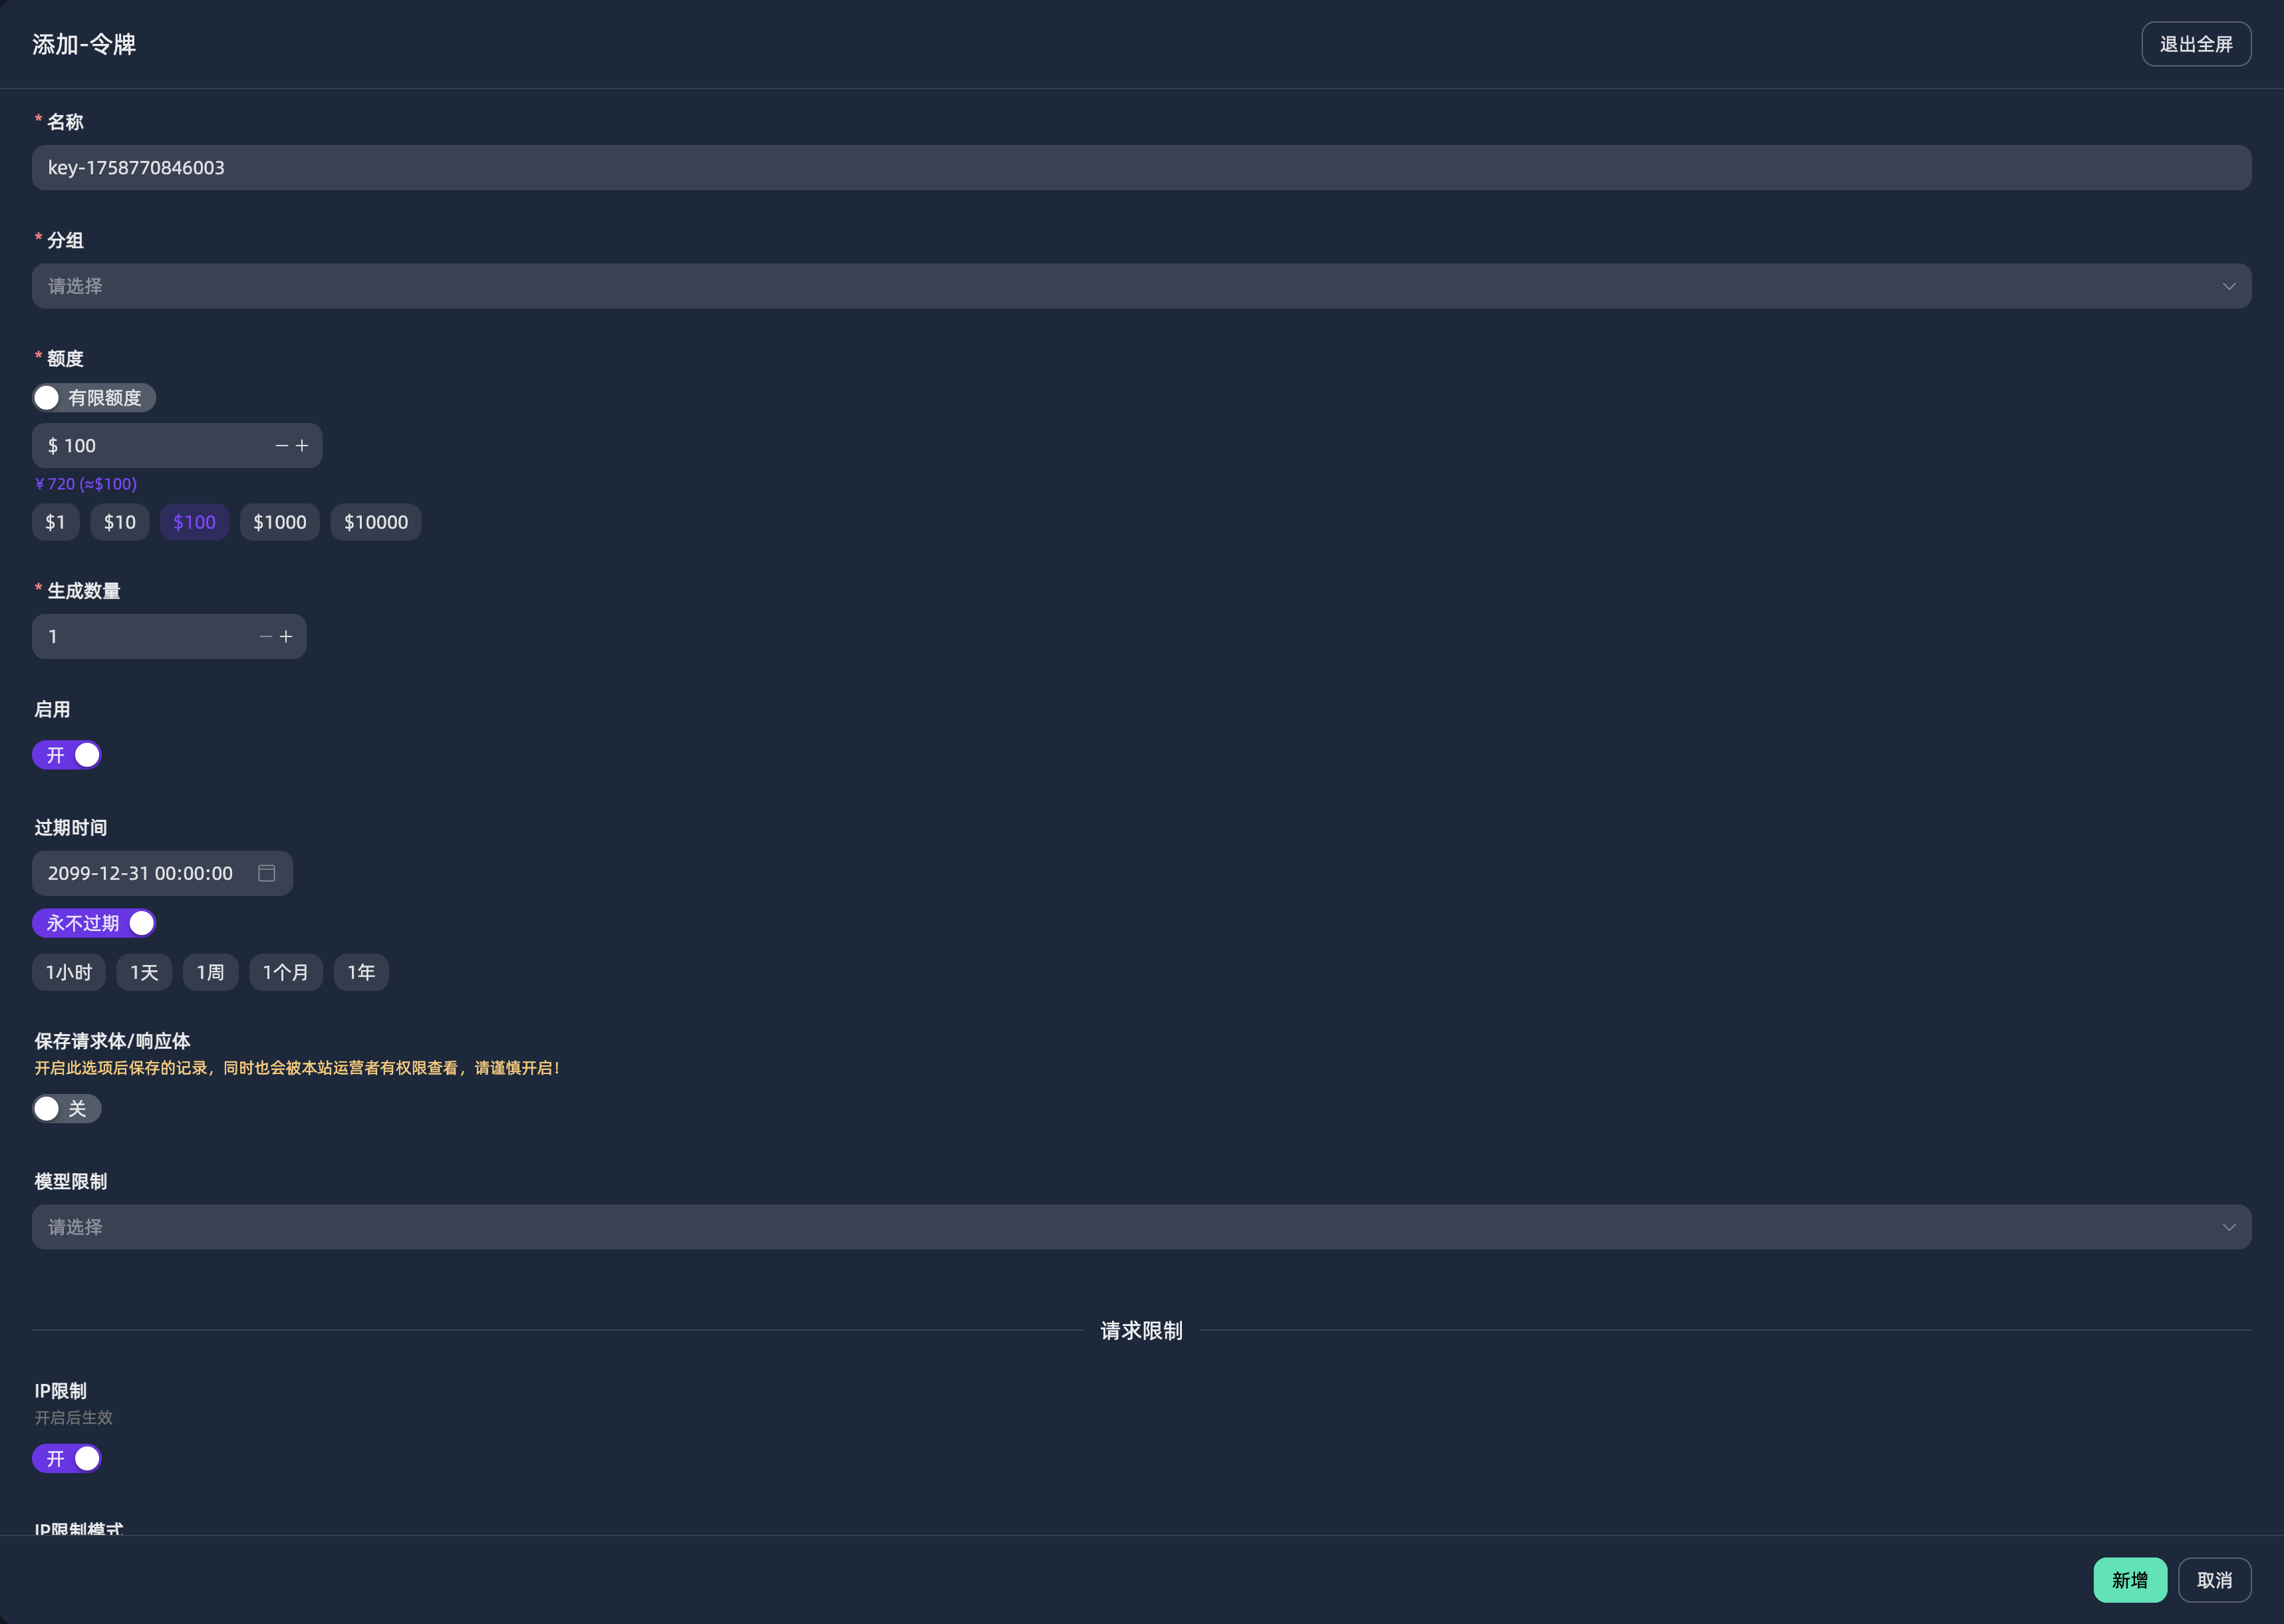 添加-令牌
退出全屏
* 名称
key-1758770846003
* 分组
请选择
* 额度
有限额度
$ 100
¥ 720 (≈$100)
$1 $10 $100 $1000 $10000
* 生成数量
1
启用
开
过期时间
2099-12-31 00:00:00
永不过期
1小时 1天 1周 1个月 1年
保存请求体/响应体
开启此选项后保存的记录，同时也会被本站运营者有权限查看，请谨慎开启！
关
模型限制
请选择
请求限制
IP限制
开启后生效
开
IP限制模式
新增 取消